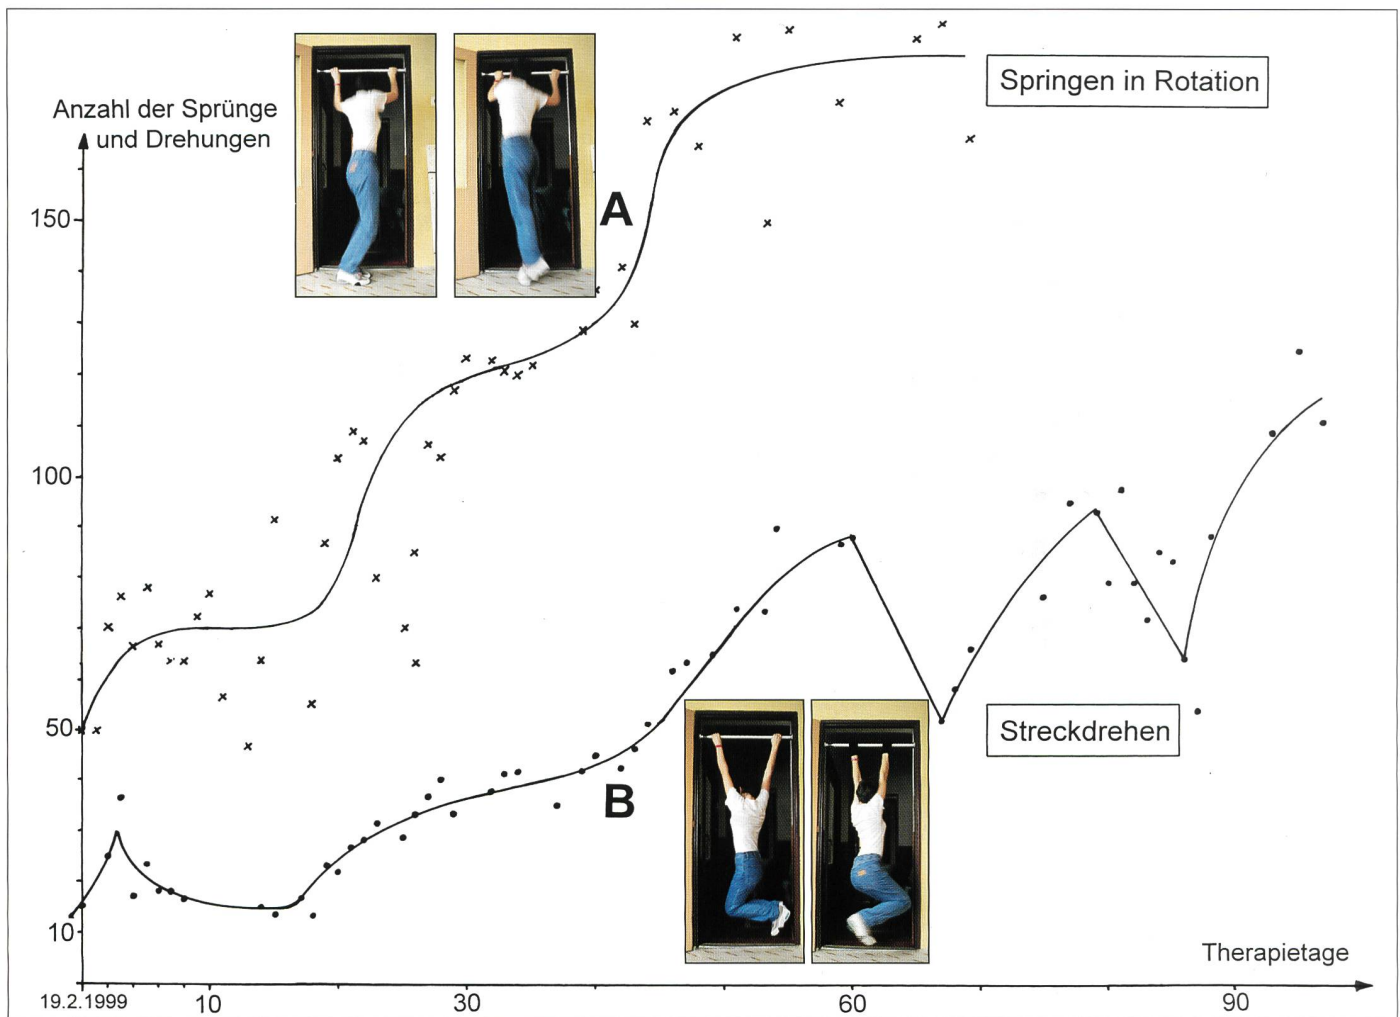 Anzahl der Sprünge
und Drehungen
Springen in Rotation
A
150
100
50
Streckdrehen
B
10
Therapietage
19.2.1999
10
30
60
90